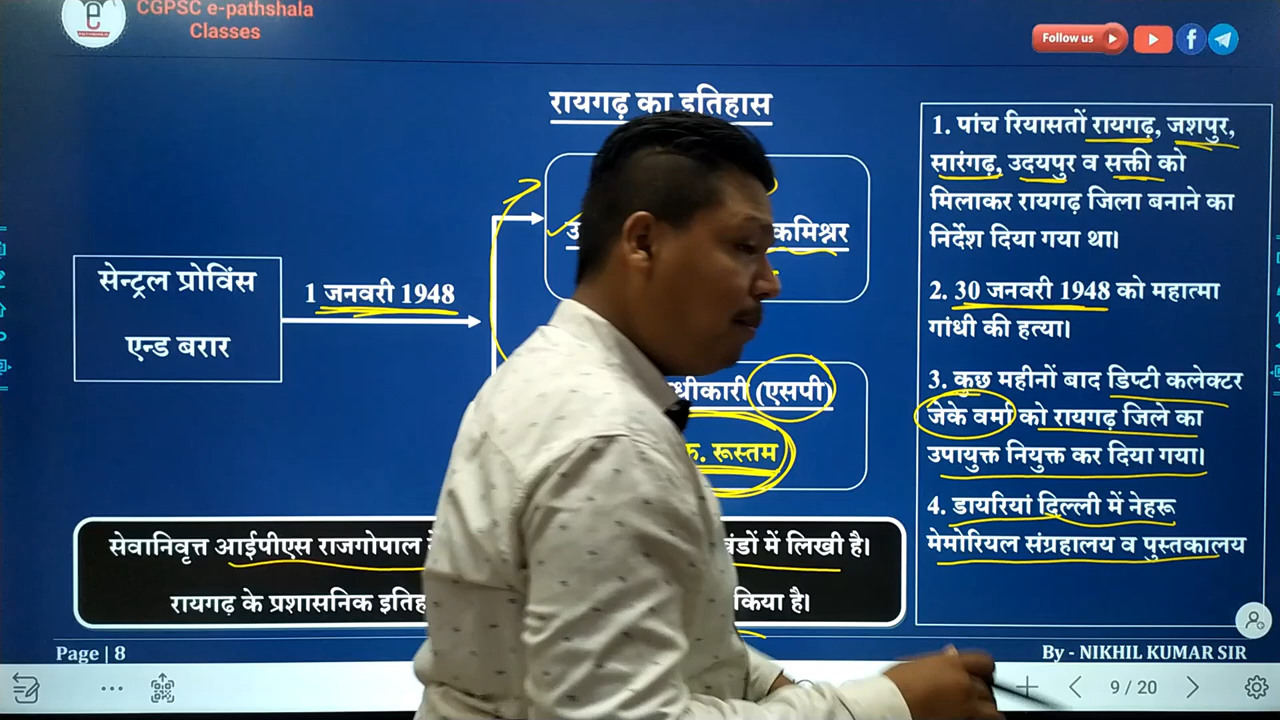 CGPSC e-pathshala
Classes
Follow us
रायगढ़ का इतिहास
कमिश्नर
सेन्ट्रल प्रोविंस
एन्ड बरार
1 जनवरी 1948
(एसपी)
रूस्तम
सेवानिवृत्त आईपीएस राजगोपाल
में लिखी है।
रायगढ़ के प्रशासनिक
किया है।
1. पांच रियासतों रायगढ़, जशपुर,
सारंगढ़, उदयपुर व सक्ती को
मिलाकर रायगढ़ जिला बनाने का
निर्देश दिया गया था।
2. 30 जनवरी 1948 को महात्मा
गांधी की हत्या।
3. कुछ महीनों बाद डिप्टी कलेक्टर
जेके वर्मा को रायगढ़ जिले का
उपायुक्त नियुक्त कर दिया गया।
4. डायरियां दिल्ली में नेहरू
मेमोरियल संग्रहालय व पुस्तकालय
Page | 8
By - NIKHIL KUMAR SIR
9 / 20